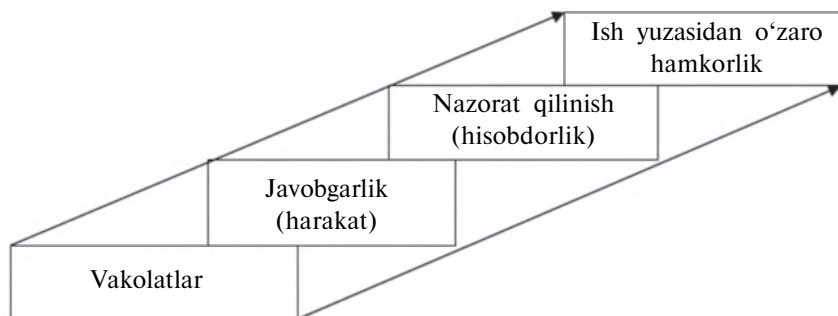 Ish yuzasidan o‘zaro
hamkorlik
Nazorat qilinish
(hisobdorlik)
Javobgarlik
(harakat)
Vakolatlar